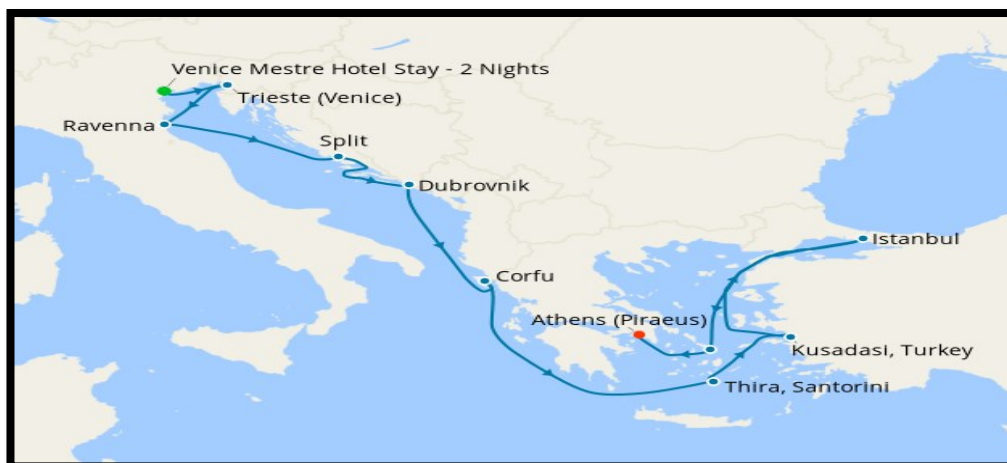 Venice Mestre Hotel Stay - 2 Nights
Trieste (Venice)
Ravenna
Split
Dubrovnik
Istanbul
Corfu
Athens (Piraeus)
Kusadasi, Turkey
Thira, Santorini